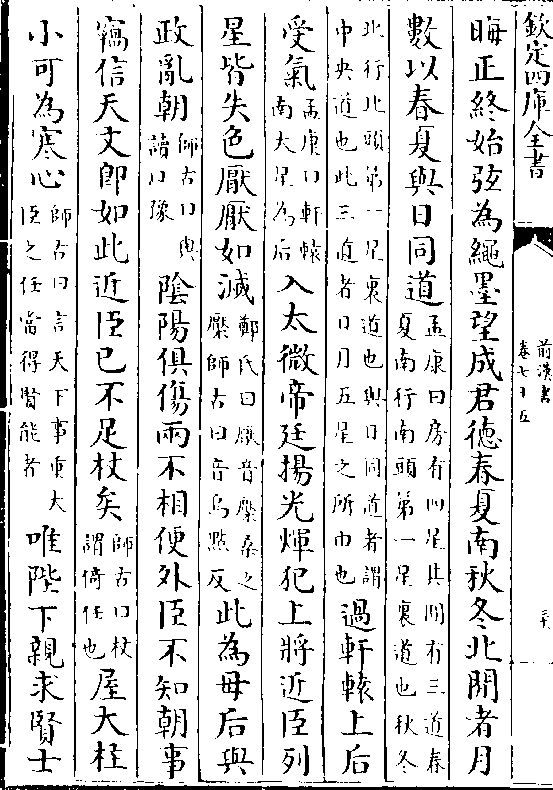 欽定四庫全書
前漢書
卷七十五
晦正終始弦為繩墨望成君德春夏南秋冬北間者月
數以春夏與日同道孟康曰房有四星其間有三道春夏南行南頭第一星裏道也秋冬
北行北頭第一星裏道也與日同道者謂中央道也此三道者日月五星之所由也過軒轅上后
受氣孟康曰軒轅南大星為后入太微帝廷揚光煇犯上將近臣列
星皆失色厭厭如滅鄭氏曰厭音檿桑之檿師古曰音烏點反此為母后與
政亂朝師古曰與讀曰豫陰陽俱傷兩不相便外臣不知朝事
竊信天文即如此近臣已不足杖矣師古曰杖謂倚任也屋大柱
小可為寒心師古曰言天下事重大臣之任當得賢能者唯陛下親求賢士